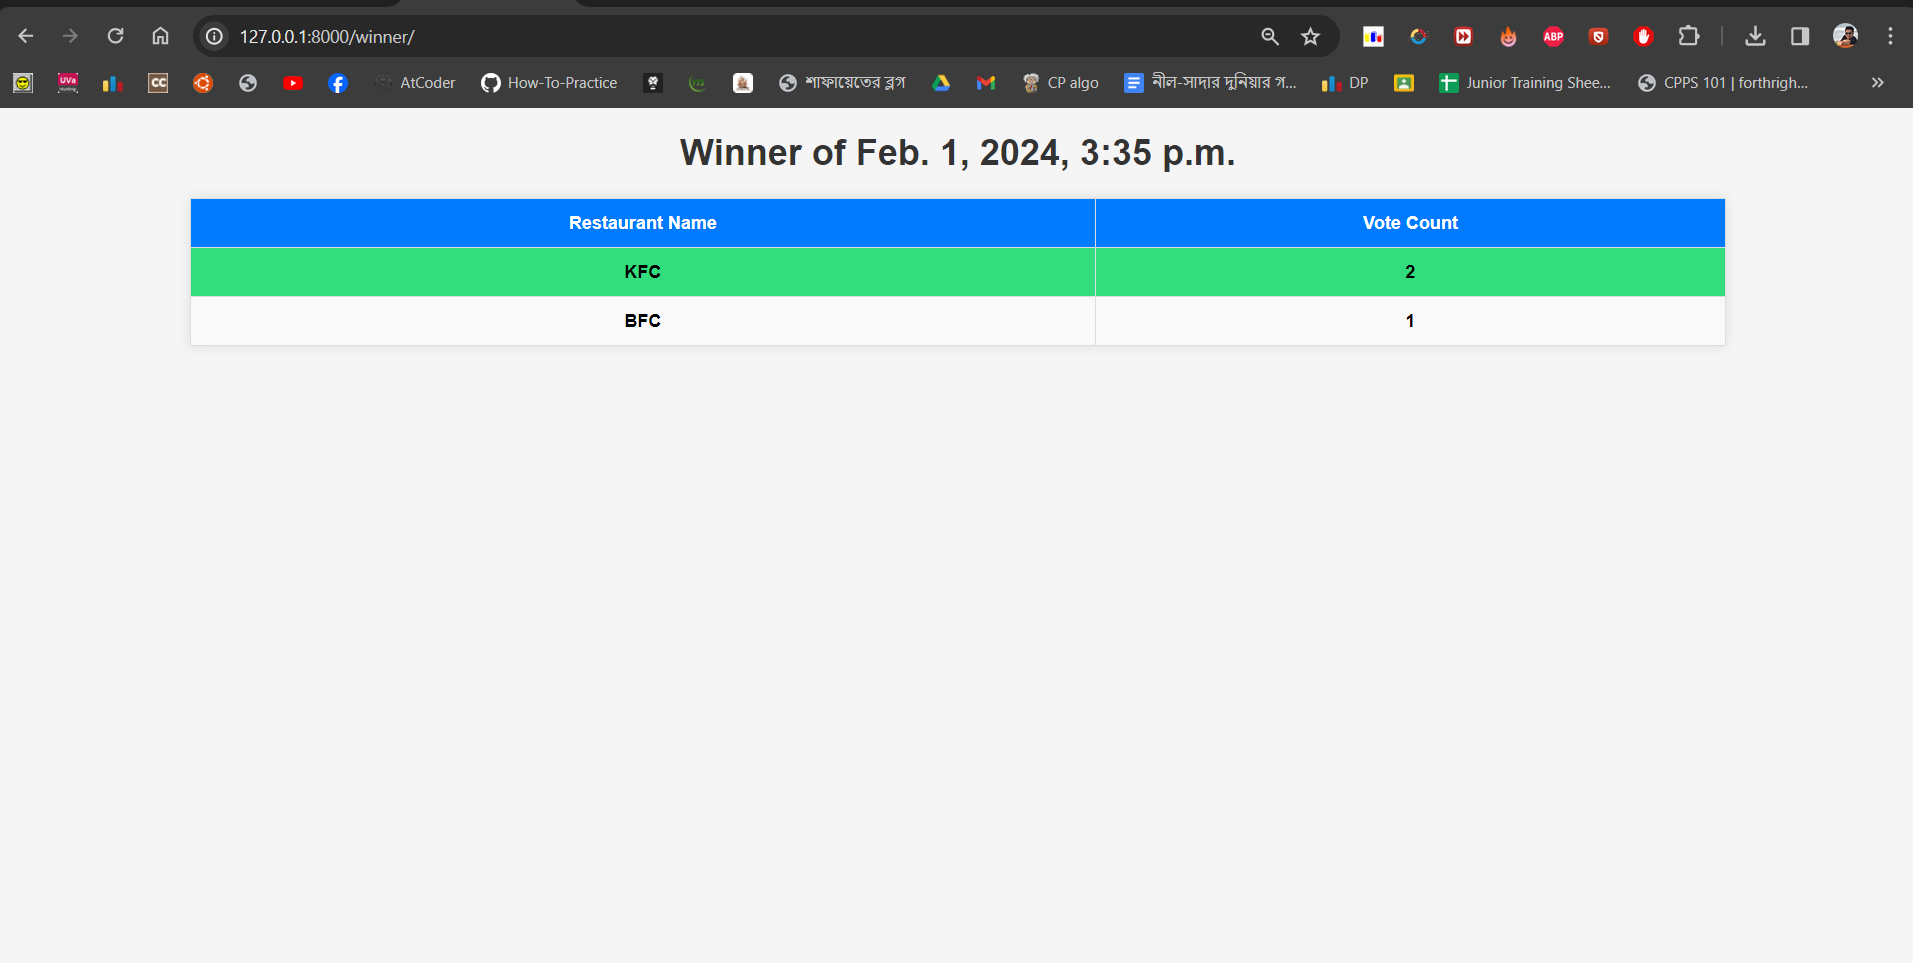 127.0.0.1:8000/winner/
ABP
UVa
CC
AtCoder
How-To-Practice
শাফায়েতের ব্লগ
CP algo
নীল-সাদার দুনিয়ার গ...
DP
Junior Training Shee...
CPPS 101 | forthrigh...
Winner of Feb. 1, 2024, 3:35 p.m.
Restaurant Name Vote Count
KFC 2
BFC 1